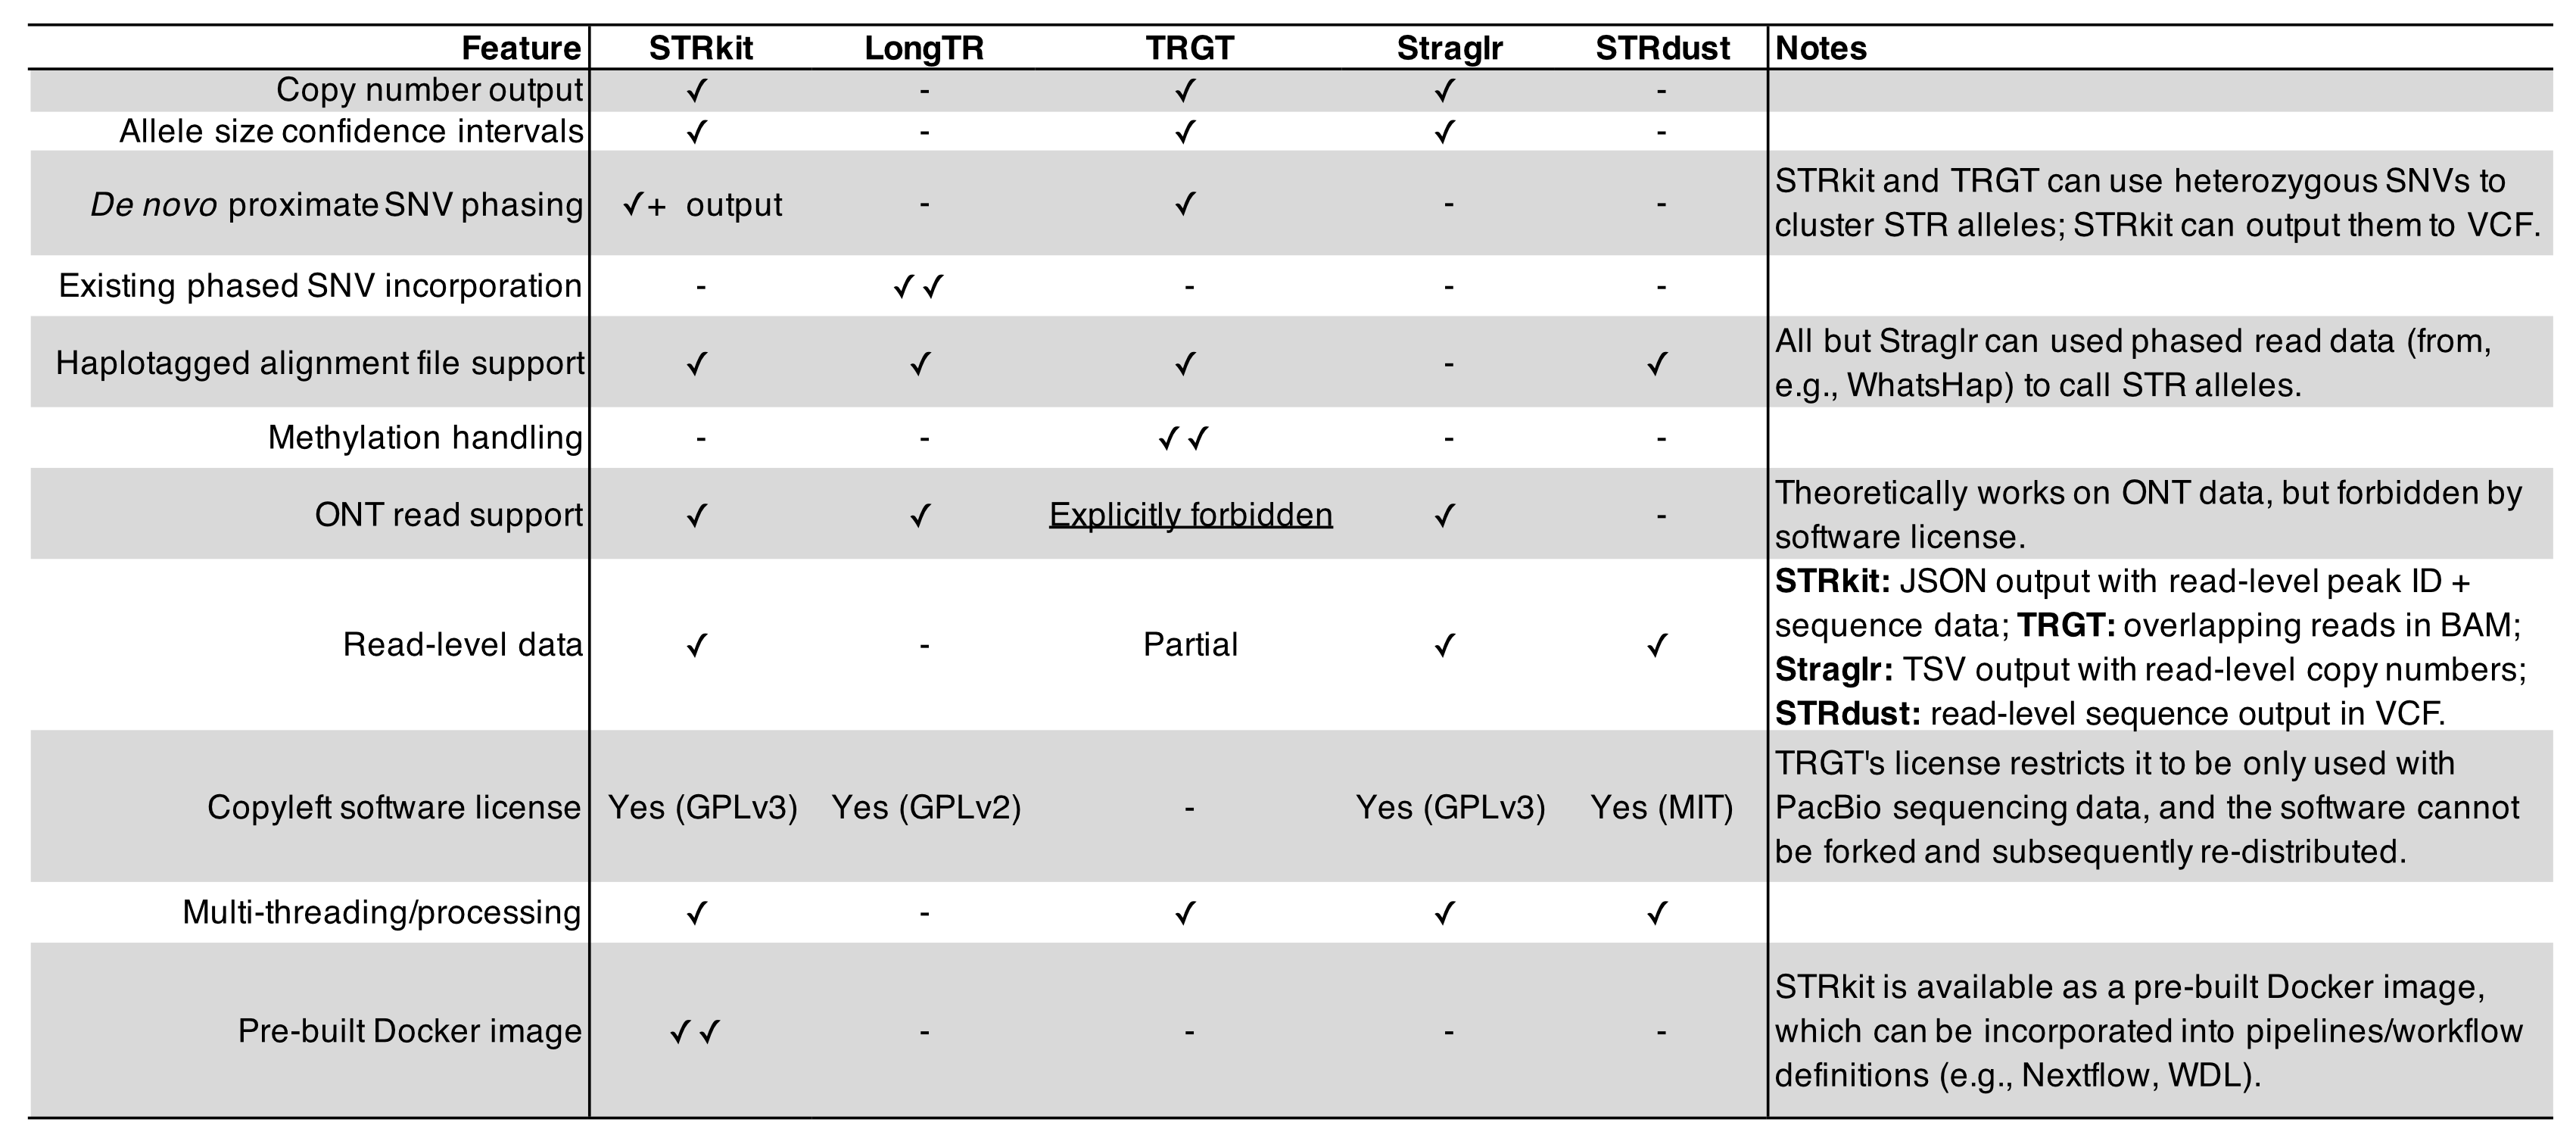 Feature STRkit LongTR TRGT Straglr STRdust Notes
Copy number output ✓ - ✓ ✓ -
Allele size confidence intervals ✓ - ✓ ✓ -
De novo proximate SNV phasing ✓+ output - ✓ - - STRkit and TRGT can use heterozygous SNVs to
cluster STR alleles; STRkit can output them to VCF.
Existing phased SNV incorporation - ✓✓ - - -
Haplotagged alignment file support ✓ ✓ ✓ - ✓ All but Straglr can used phased read data (from,
e.g., WhatsHap) to call STR alleles.
Methylation handling - - ✓✓ - -
ONT read support ✓ ✓ Explicitly forbidden ✓ - Theoretically works on ONT data, but forbidden by
software license.
Read-level data ✓ - Partial ✓ ✓ STRkit: JSON output with read-level peak ID +
sequence data; TRGT: overlapping reads in BAM;
Straglr: TSV output with read-level copy numbers;
STRdust: read-level sequence output in VCF.
Copyleft software license Yes (GPLv3) Yes (GPLv2) - Yes (GPLv3) Yes (MIT) TRGT's license restricts it to be only used with
PacBio sequencing data, and the software cannot
be forked and subsequently re-distributed.
Multi-threading/processing ✓ - ✓ ✓ ✓
Pre-built Docker image ✓✓ - - - - STRkit is available as a pre-built Docker image,
which can be incorporated into pipelines/workflow
definitions (e.g., Nextflow, WDL).